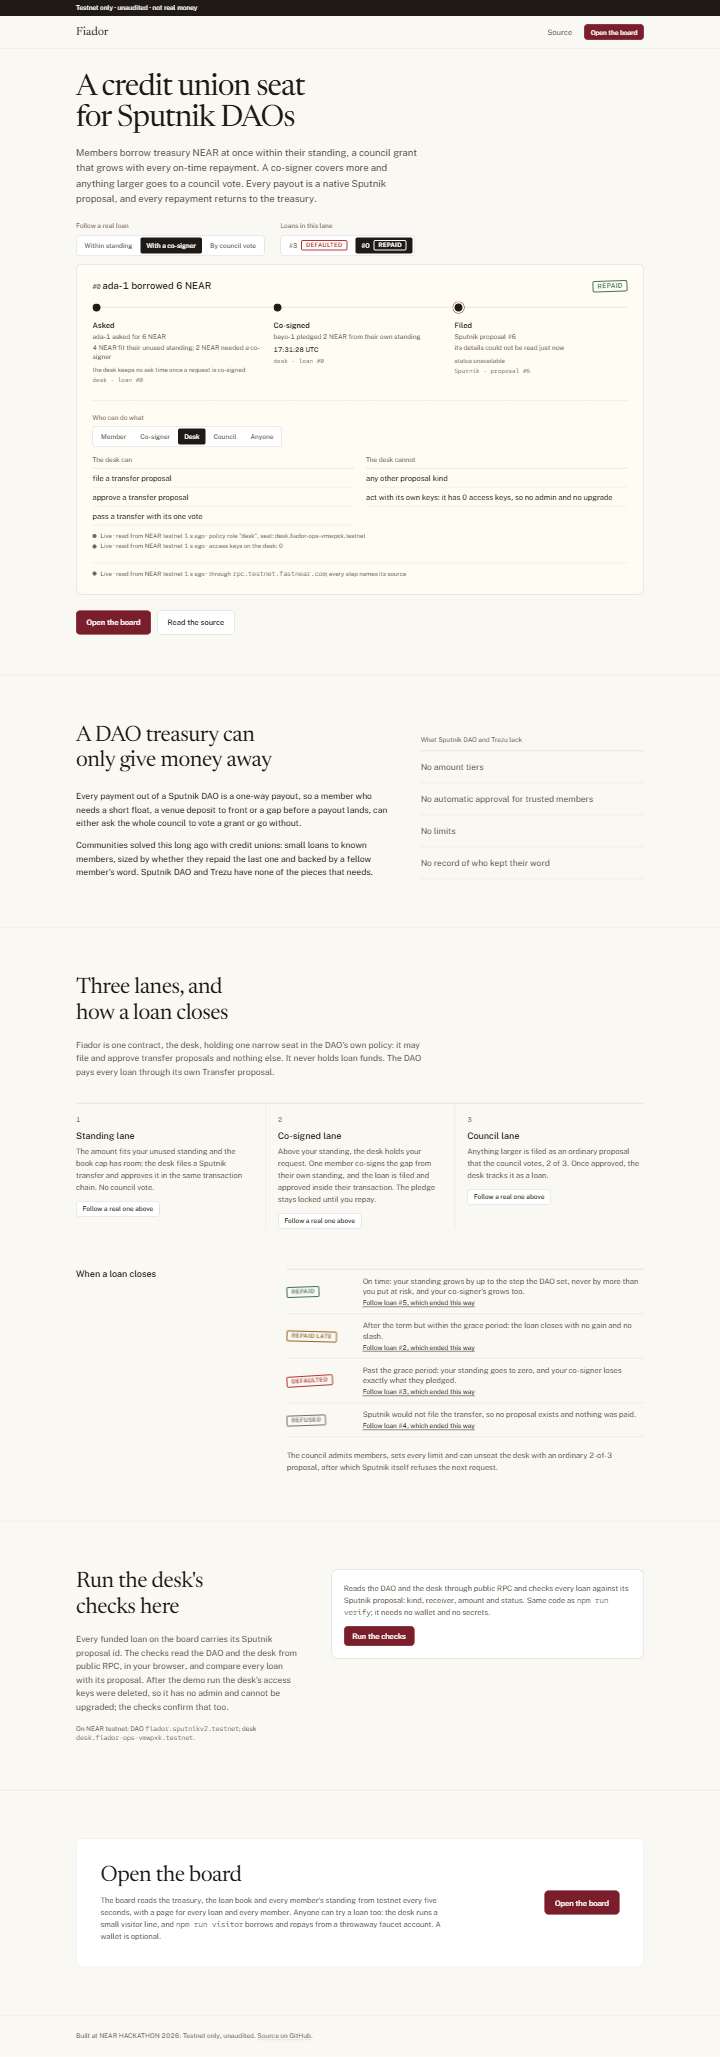 Testnet only · unaudited · not real money
Fiador
Source
Open the board
A credit union seat
for Sputnik DAOs
Members borrow treasury NEAR at once within their standing, a council grant
that grows with every on-time repayment. A co-signer covers more and
anything larger goes to a council vote. Every payout is a native Sputnik
proposal, and every repayment returns to the treasury.
Follow a real loan
Within standing
With a co-signer
By council vote
Loans in this lane
#3 DEFAULTED
#0 REPAID
#0 ada-1 borrowed 6 NEAR
REPAID
Asked
ada-1 asked for 6 NEAR
4 NEAR fit their unused standing; 2 NEAR needed a co-
signer
the desk keeps no ask time once a request is co-signed
desk · loan #0
Co-signed
bayo-1 pledged 2 NEAR from their own standing
17:31:28 UTC
desk · loan #0
Filed
Sputnik proposal #6
its details could not be read just now
status unavailable
Sputnik · proposal #6
Who can do what
Member
Co-signer
Desk
Council
Anyone
The desk can
file a transfer proposal
approve a transfer proposal
pass a transfer with its one vote
The desk cannot
any other proposal kind
act with its own keys: it has 0 access keys, so no admin and no upgrade
Live · read from NEAR testnet 1 s ago · policy role "desk", seat: desk.fiador-ops-vmwpxk.testnet
Live · read from NEAR testnet 1 s ago · access keys on the desk: 0
Live · read from NEAR testnet 1 s ago · through rpc.testnet.fastnear.com; every step names its source
Open the board
Read the source
A DAO treasury can
only give money away
Every payment out of a Sputnik DAO is a one-way payout, so a member who
needs a short float, a venue deposit to front or a gap before a payout lands, can
either ask the whole council to vote a grant or go without.
Communities solved this long ago with credit unions: small loans to known
members, sized by whether they repaid the last one and backed by a fellow
member's word. Sputnik DAO and Trezu have none of the pieces that needs.
What Sputnik DAO and Trezu lack
No amount tiers
No automatic approval for trusted members
No limits
No record of who kept their word
Three lanes, and
how a loan closes
Fiador is one contract, the desk, holding one narrow seat in the DAO's own policy: it may
file and approve transfer proposals and nothing else. It never holds loan funds. The DAO
pays every loan through its own Transfer proposal.
1
Standing lane
The amount fits your unused standing and the
book cap has room: the desk files a Sputnik
transfer and approves it in the same transaction
chain. No council vote.
Follow a real one above
2
Co-signed lane
Above your standing, the desk holds your
request. One member co-signs the gap from
their own standing, and the loan is filed and
approved inside their transaction. The pledge
stays locked until you repay.
Follow a real one above
3
Council lane
Anything larger is filed as an ordinary proposal
that the council votes, 2 of 3. Once approved, the
desk tracks it as a loan.
Follow a real one above
When a loan closes
REPAID
On time: your standing grows by up to the step the DAO set, never by more than
you put at risk, and your co-signer's grows too.
Follow loan #5, which ended this way
REPAID LATE
After the term but within the grace period: the loan closes with no gain and no
slash.
Follow loan #2, which ended this way
DEFAULTED
Past the grace period: your standing goes to zero, and your co-signer loses
exactly what they pledged.
Follow loan #3, which ended this way
REFUSED
Sputnik would not file the transfer, so no proposal exists and nothing was paid.
Follow loan #4, which ended this way
The council admits members, sets every limit and can unseat the desk with an ordinary 2-of-3
proposal, after which Sputnik itself refuses the next request.
Run the desk's
checks here
Every funded loan on the board carries its Sputnik
proposal id. The checks read the DAO and the desk from
public RPC, in your browser, and compare every loan
with its proposal. After the demo run the desk's access
keys were deleted, so it has no admin and cannot be
upgraded; the checks confirm that too.
On NEAR testnet: DAO fiador.sputnikv2.testnet; desk
desk.fiador-ops-vmwpxk.testnet.
Reads the DAO and the desk through public RPC and checks every loan against its
Sputnik proposal: kind, receiver, amount and status. Same code as npm run
verify; it needs no wallet and no secrets.
Run the checks
Open the board
The board reads the treasury, the loan book and every member's standing from testnet every five
seconds, with a page for every loan and every member. Anyone can try a loan too: the desk runs a
small visitor line, and npm run visitor borrows and repays from a throwaway faucet account. A
wallet is optional.
Open the board
Built at NEAR HACKATHON 2026. Testnet only, unaudited. Source on GitHub.